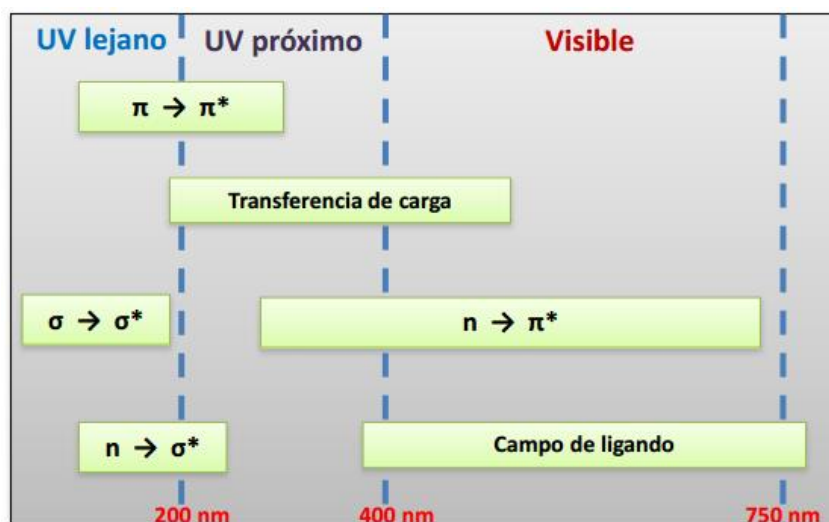 UV lejano UV próximo Visible
π → π*
Transferencia de carga
σ → σ* n → π*
n → σ* Campo de ligando
200 nm 400 nm 750 nm